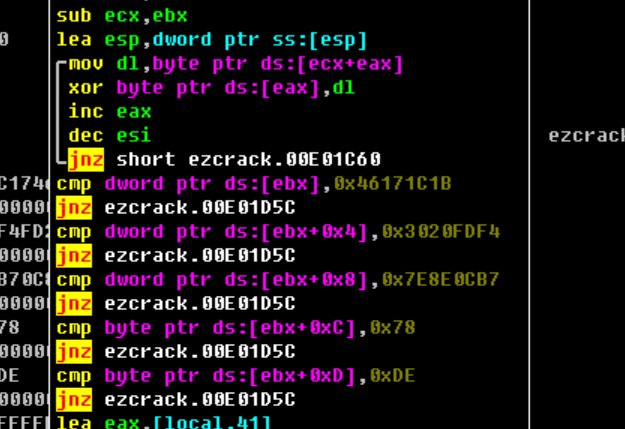 sub ecx,ebx
0 lea esp,dword ptr ss:[esp]
mov dl,byte ptr ds:[ecx+eax]
xor byte ptr ds:[eax],dl
inc eax
dec esi ezcrack
jnz short ezcrack.00E01C60
C174 cmp dword ptr ds:[ebx],0x46171C1B
0000 jnz ezcrack.00E01D5C
F4FD2 cmp dword ptr ds:[ebx+0x4],0x3020FDF4
0000 jnz ezcrack.00E01D5C
B70C8 cmp dword ptr ds:[ebx+0x8],0x7E8E0CB7
0000 jnz ezcrack.00E01D5C
78 cmp byte ptr ds:[ebx+0xC],0x78
0000 jnz ezcrack.00E01D5C
DE cmp byte ptr ds:[ebx+0xD],0xDE
0000 jnz ezcrack.00E01D5C
FFFFF lea eax,[local.41]